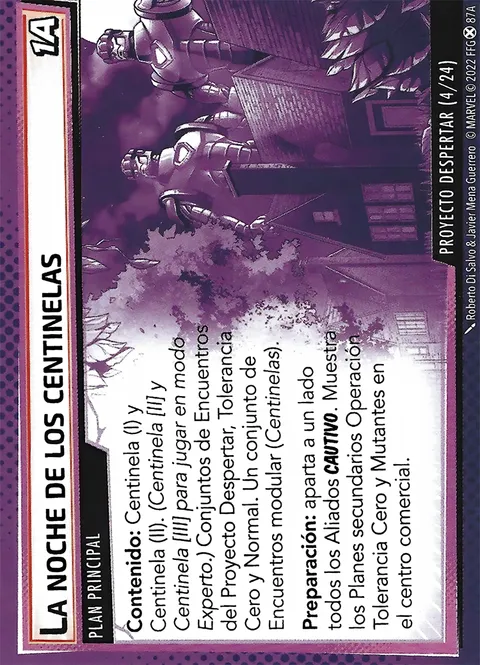 LA NOCHE DE LOS CENTINELAS
1A
PLAN PRINCIPAL
Contenido: Centinela (I) y
Centinela (II). (Centinela [II] y
Centinela [III] para jugar en modo
Experto.) Conjuntos de Encuentros
del Proyecto Despertar, Tolerancia
Cero y Normal. Un conjunto de
Encuentros modular (Centinelas).
Preparación: aparta a un lado
todos los Aliados CAUTIVO. Muestra
los Planes secundarios Operación
Tolerancia Cero y Mutantes en
el centro comercial.
PROYECTO DESPERTAR (4/24)
Roberto Di Salvo & Javier Mena Guerrero © MARVEL © 2022 FFG 87A